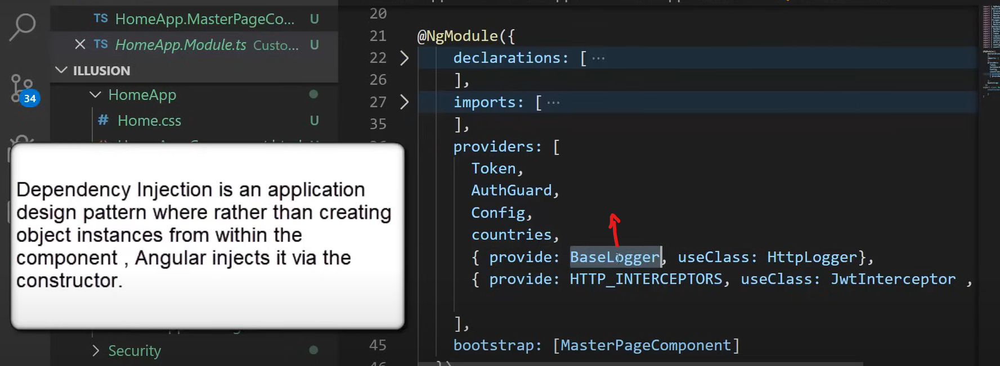 20
TS HomeApp.MasterPageCo... U
21 @NgModule({
TS HomeApp.Module.ts Custo... U
22 declarations: [ ···
ILLUSION
26 ],
34
HomeApp
27 imports: [ ···
# Home.css U
35 ],
providers: [
Token,
AuthGuard,
Config,
countries,
{ provide: BaseLogger, useClass: HttpLogger},
{ provide: HTTP_INTERCEPTORS, useClass: JwtInterceptor ,
],
Dependency Injection is an application
design pattern where rather than creating
object instances from within the
component , Angular injects it via the
constructor.
45 bootstrap: [MasterPageComponent]
Security